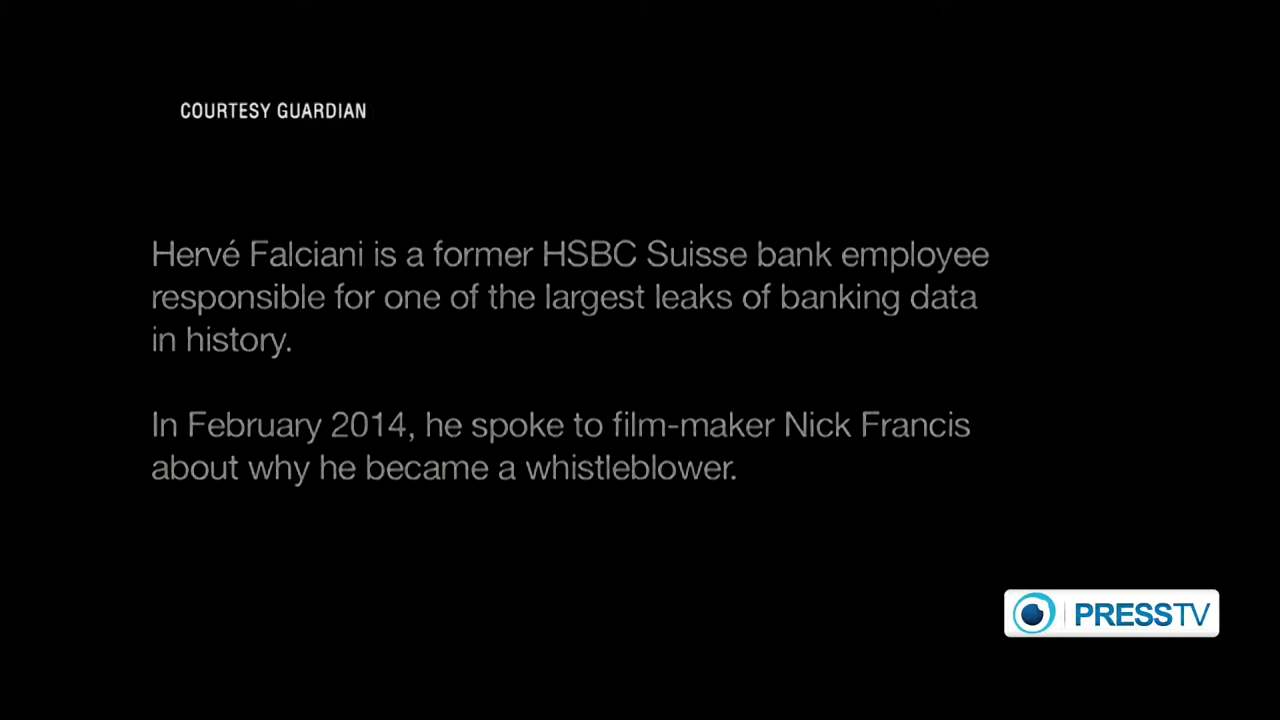 COURTESY GUARDIAN
Hervé Falciani is a former HSBC Suisse bank employee
responsible for one of the largest leaks of banking data
in history.
In February 2014, he spoke to film-maker Nick Francis
about why he became a whistleblower.
PRESSTV